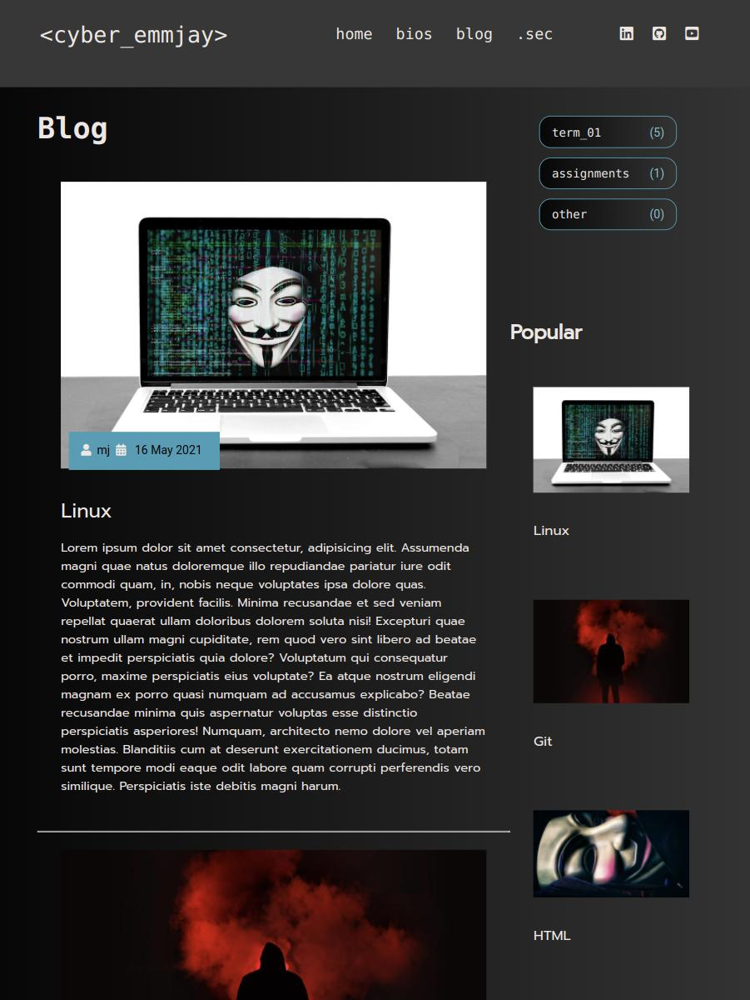 <cyber_emmjay>
home bios blog .sec
Blog
mj 16 May 2021
Linux
Lorem ipsum dolor sit amet consectetur, adipisicing elit. Assumenda
magni quae natus doloremque illo repudiandae pariatur iure odit
commodi quam, in, nobis neque voluptates ipsa dolore quas.
Voluptatem, provident facilis. Minima recusandae et sed veniam
repellat quaerat ullam doloribus dolorem soluta nisi! Excepturi quae
nostrum ullam magni cupiditate, rem quod vero sint libero ad beatae
et impedit perspiciatis quia dolore? Voluptatum qui consequatur
porro, maxime perspiciatis eius voluptate? Ea atque nostrum eligendi
magnam ex porro quasi numquam ad accusamus explicabo? Beatae
recusandae minima quis aspernatur voluptas esse distinctio
perspiciatis asperiores! Numquam, architecto nemo dolore vel aperiam
molestias. Blanditiis cum at deserunt exercitationem ducimus, totam
sunt tempore modi eaque odit labore quam corrupti perferendis vero
similique. Perspiciatis iste debitis magni harum.
term_01 (5)
assignments (1)
other (0)
Popular
Linux
Git
HTML